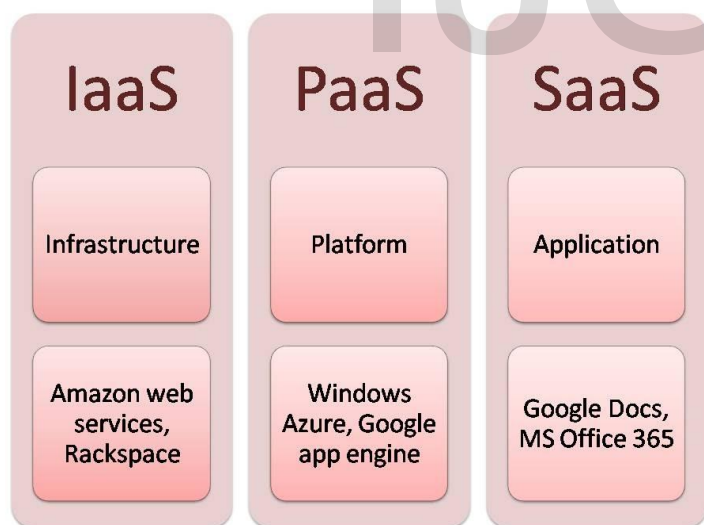 IaaS
Infrastructure
Amazon web
services,
Rackspace
PaaS
Platform
Windows
Azure, Google
app engine
SaaS
Application
Google Docs,
MS Office 365